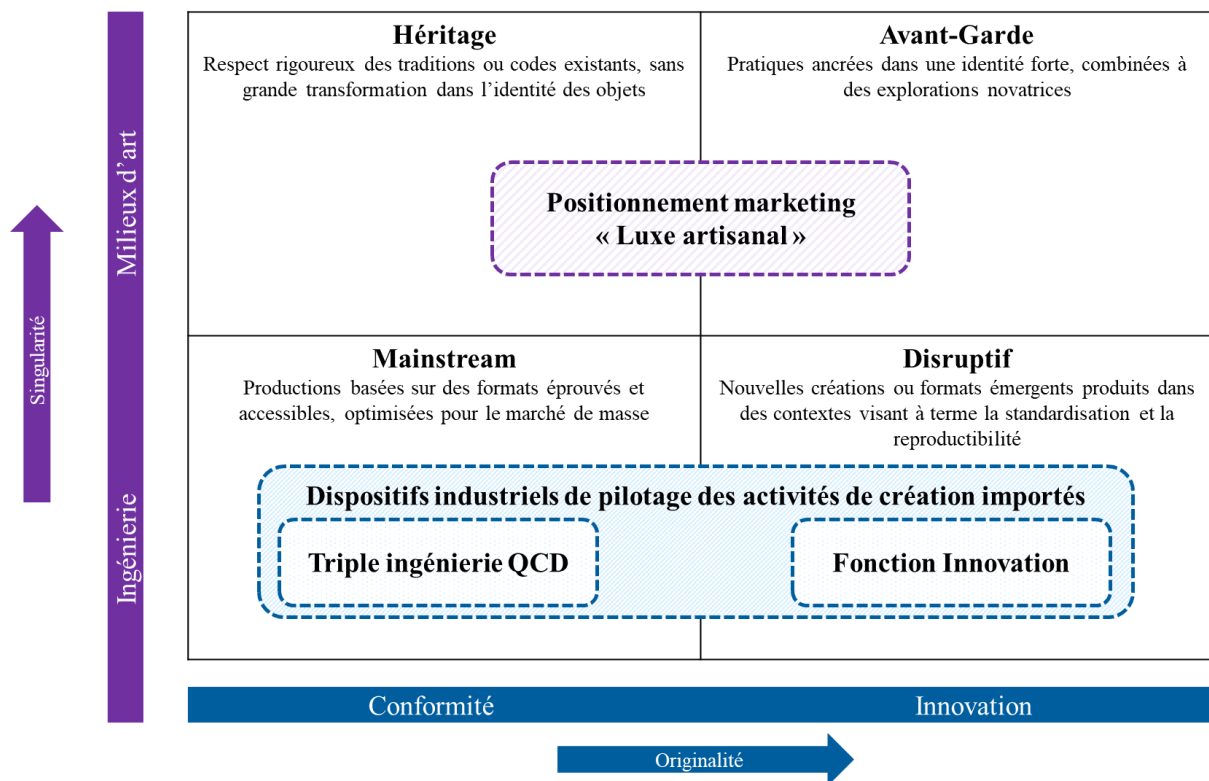 Héritage
Respect rigoureux des traditions ou codes existants, sans
grande transformation dans l’identité des objets
Avant-Garde
Pratiques ancrées dans une identité forte, combinées à
des explorations novatrices
Positionnement marketing
« Luxe artisanal »
Mainstream
Productions basées sur des formats éprouvés et
accessibles, optimisées pour le marché de masse
Disruptif
Nouvelles créations ou formats émergents produits dans
des contextes visant à terme la standardisation et la
reproductibilité
Dispositifs industriels de pilotage des activités de création importés
Triple ingénierie QCD
Fonction Innovation
Singularité
Milieux d’art
Ingénierie
Conformité
Innovation
Originalité